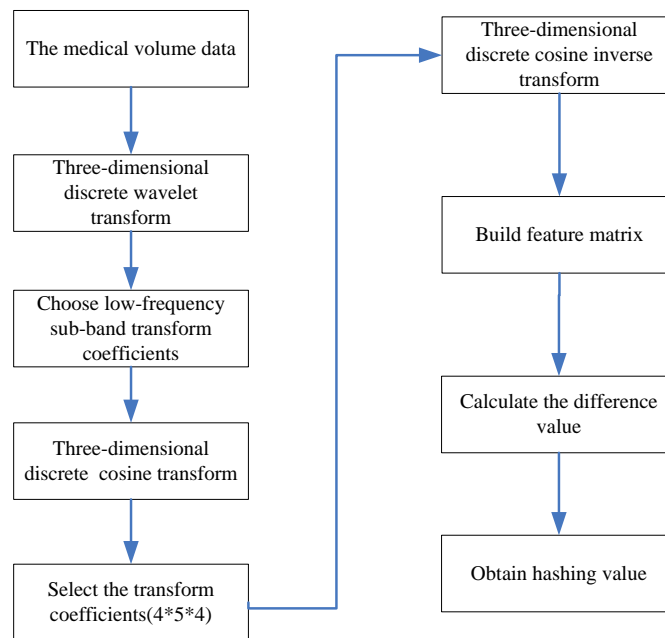 The medical volume data
Three-dimensional
discrete wavelet
transform
Choose low-frequency
sub-band transform
coefficients
Three-dimensional
discrete  cosine transform
Select the transform
coefficients(4*5*4)
Three-dimensional
discrete cosine inverse
transform
Build feature matrix
Calculate the difference
value
Obtain hashing value